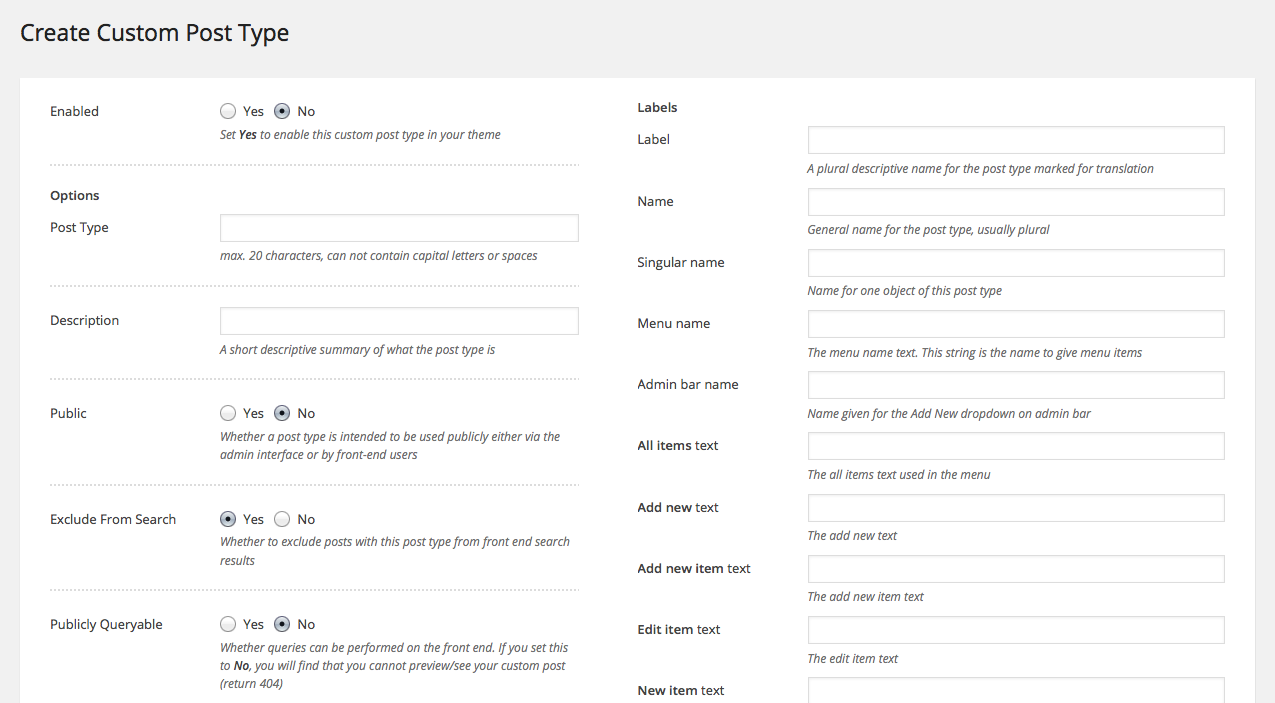 Create Custom Post Type
Enabled
Yes No
Set Yes to enable this custom post type in your theme
Options
Post Type
max. 20 characters, can not contain capital letters or spaces
Description
A short descriptive summary of what the post type is
Public
Yes No
Whether a post type is intended to be used publicly either via the
admin interface or by front-end users
Exclude From Search
Yes No
Whether to exclude posts with this post type from front end search
results
Publicly Queryable
Yes No
Whether queries can be performed on the front end. If you set this
to No, you will find that you cannot preview/see your custom post
(return 404)
Labels
Label
A plural descriptive name for the post type marked for translation
Name
General name for the post type, usually plural
Singular name
Name for one object of this post type
Menu name
The menu name text. This string is the name to give menu items
Admin bar name
Name given for the Add New dropdown on admin bar
All items text
The all items text used in the menu
Add new text
The add new text
Add new item text
The add new item text
Edit item text
The edit item text
New item text